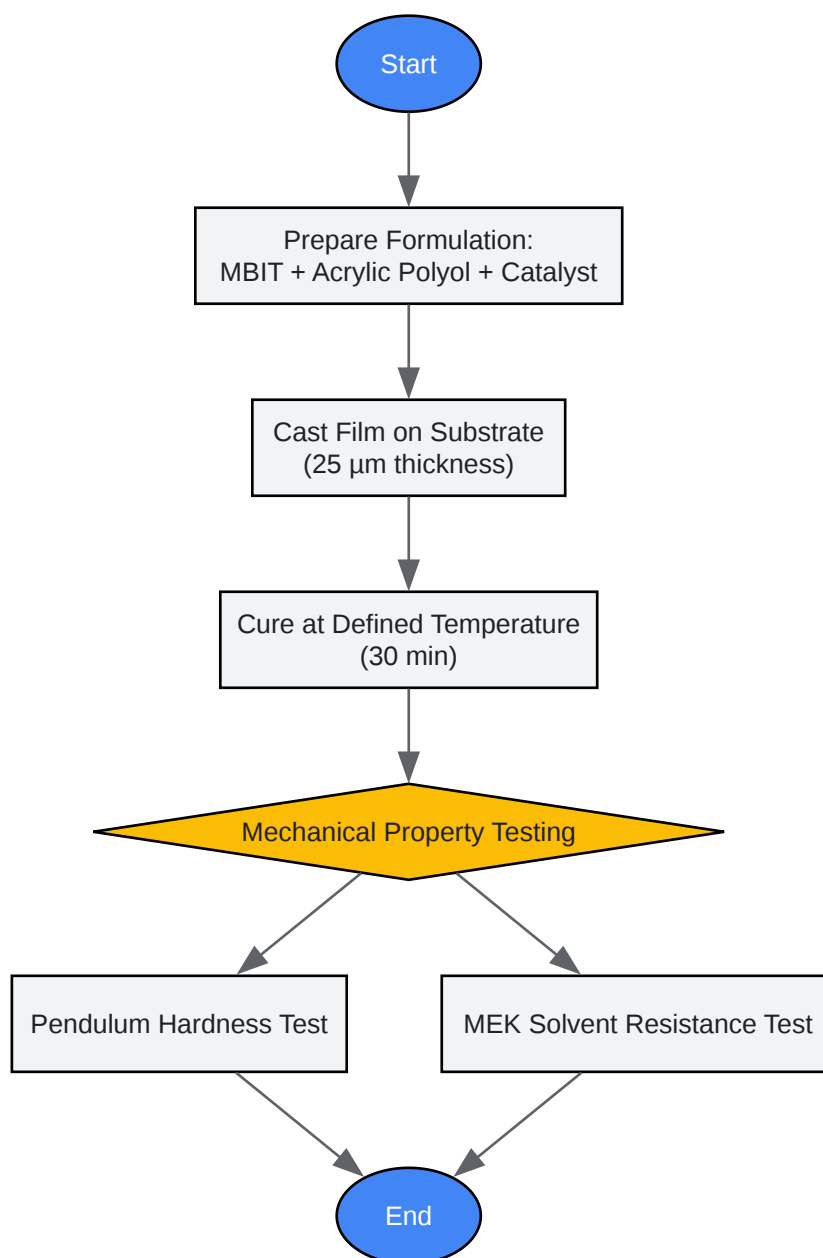 Start
Prepare Formulation:
MBIT + Acrylic Polyol + Catalyst
Cast Film on Substrate
(25 µm thickness)
Cure at Defined Temperature
(30 min)
Mechanical Property Testing
Pendulum Hardness Test
MEK Solvent Resistance Test
End